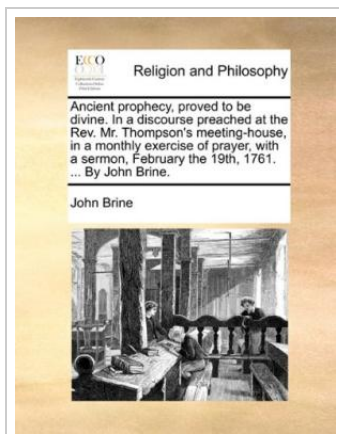 ECCO
Religion and Philosophy
Ancient prophecy, proved to be
divine. In a discourse preached at the
Rev. Mr. Thompson's meeting-house,
in a monthly exercise of prayer, with
a sermon, February the 19th, 1761.
... By John Brine.
John Brine